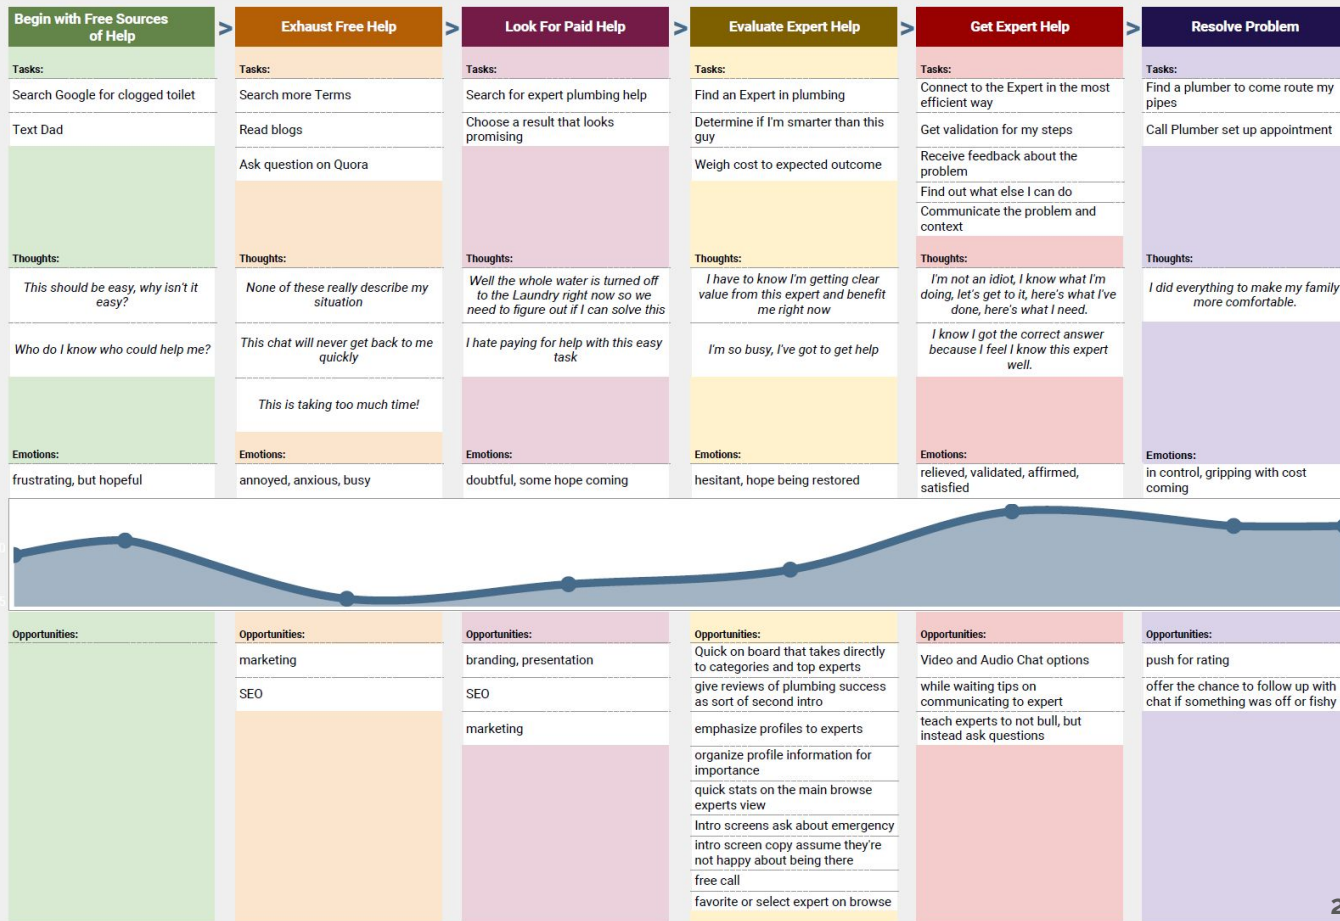 Begin with Free Sources
of Help
>
Exhaust Free Help
>
Look For Paid Help
>
Evaluate Expert Help
>
Get Expert Help
>
Resolve Problem
Tasks:
Search Google for clogged toilet
Text Dad
Tasks:
Search more Terms
Read blogs
Ask question on Quora
Tasks:
Search for expert plumbing help
Choose a result that looks
promising
Tasks:
Find an Expert in plumbing
Determine if I'm smarter than this
guy
Weigh cost to expected outcome
Tasks:
Connect to the Expert in the most
efficient way
Get validation for my steps
Receive feedback about the
problem
Find out what else I can do
Communicate the problem and
context
Tasks:
Find a plumber to come route my
pipes
Call Plumber set up appointment
Thoughts:
This should be easy, why isn't it
easy?
Who do I know who could help me?
Thoughts:
None of these really describe my
situation
This chat will never get back to me
quickly
This is taking too much time!
Thoughts:
Well the whole water is turned off
to the Laundry right now so we
need to figure out if I can solve this
I hate paying for help with this easy
task
Thoughts:
I have to know I'm getting clear
value from this expert and benefit
me right now
I'm so busy, I've got to get help
Thoughts:
I'm not an idiot, I know what I'm
doing, let's get to it, here's what I've
done, here's what I need.
I know I got the correct answer
because I feel I know this expert
well.
Thoughts:
I did everything to make my family
more comfortable.
Emotions:
frustrating, but hopeful
Emotions:
annoyed, anxious, busy
Emotions:
doubtful, some hope coming
Emotions:
hesitant, hope being restored
Emotions:
relieved, validated, affirmed,
satisfied
Emotions:
in control, gripping with cost
coming
Opportunities:
Opportunities:
marketing
SEO
Opportunities:
branding, presentation
SEO
marketing
Opportunities:
Quick on board that takes directly
to categories and top experts
give reviews of plumbing success
as sort of second intro
emphasize profiles to experts
organize profile information for
importance
quick stats on the main browse
experts view
Intro screens ask about emergency
intro screen copy assume they're
not happy about being there
free call
favorite or select expert on browse
Opportunities:
Video and Audio Chat options
while waiting tips on
communicating to expert
teach experts to not bull, but
instead ask questions
Opportunities:
push for rating
offer the chance to follow up with
chat if something was off or fishy